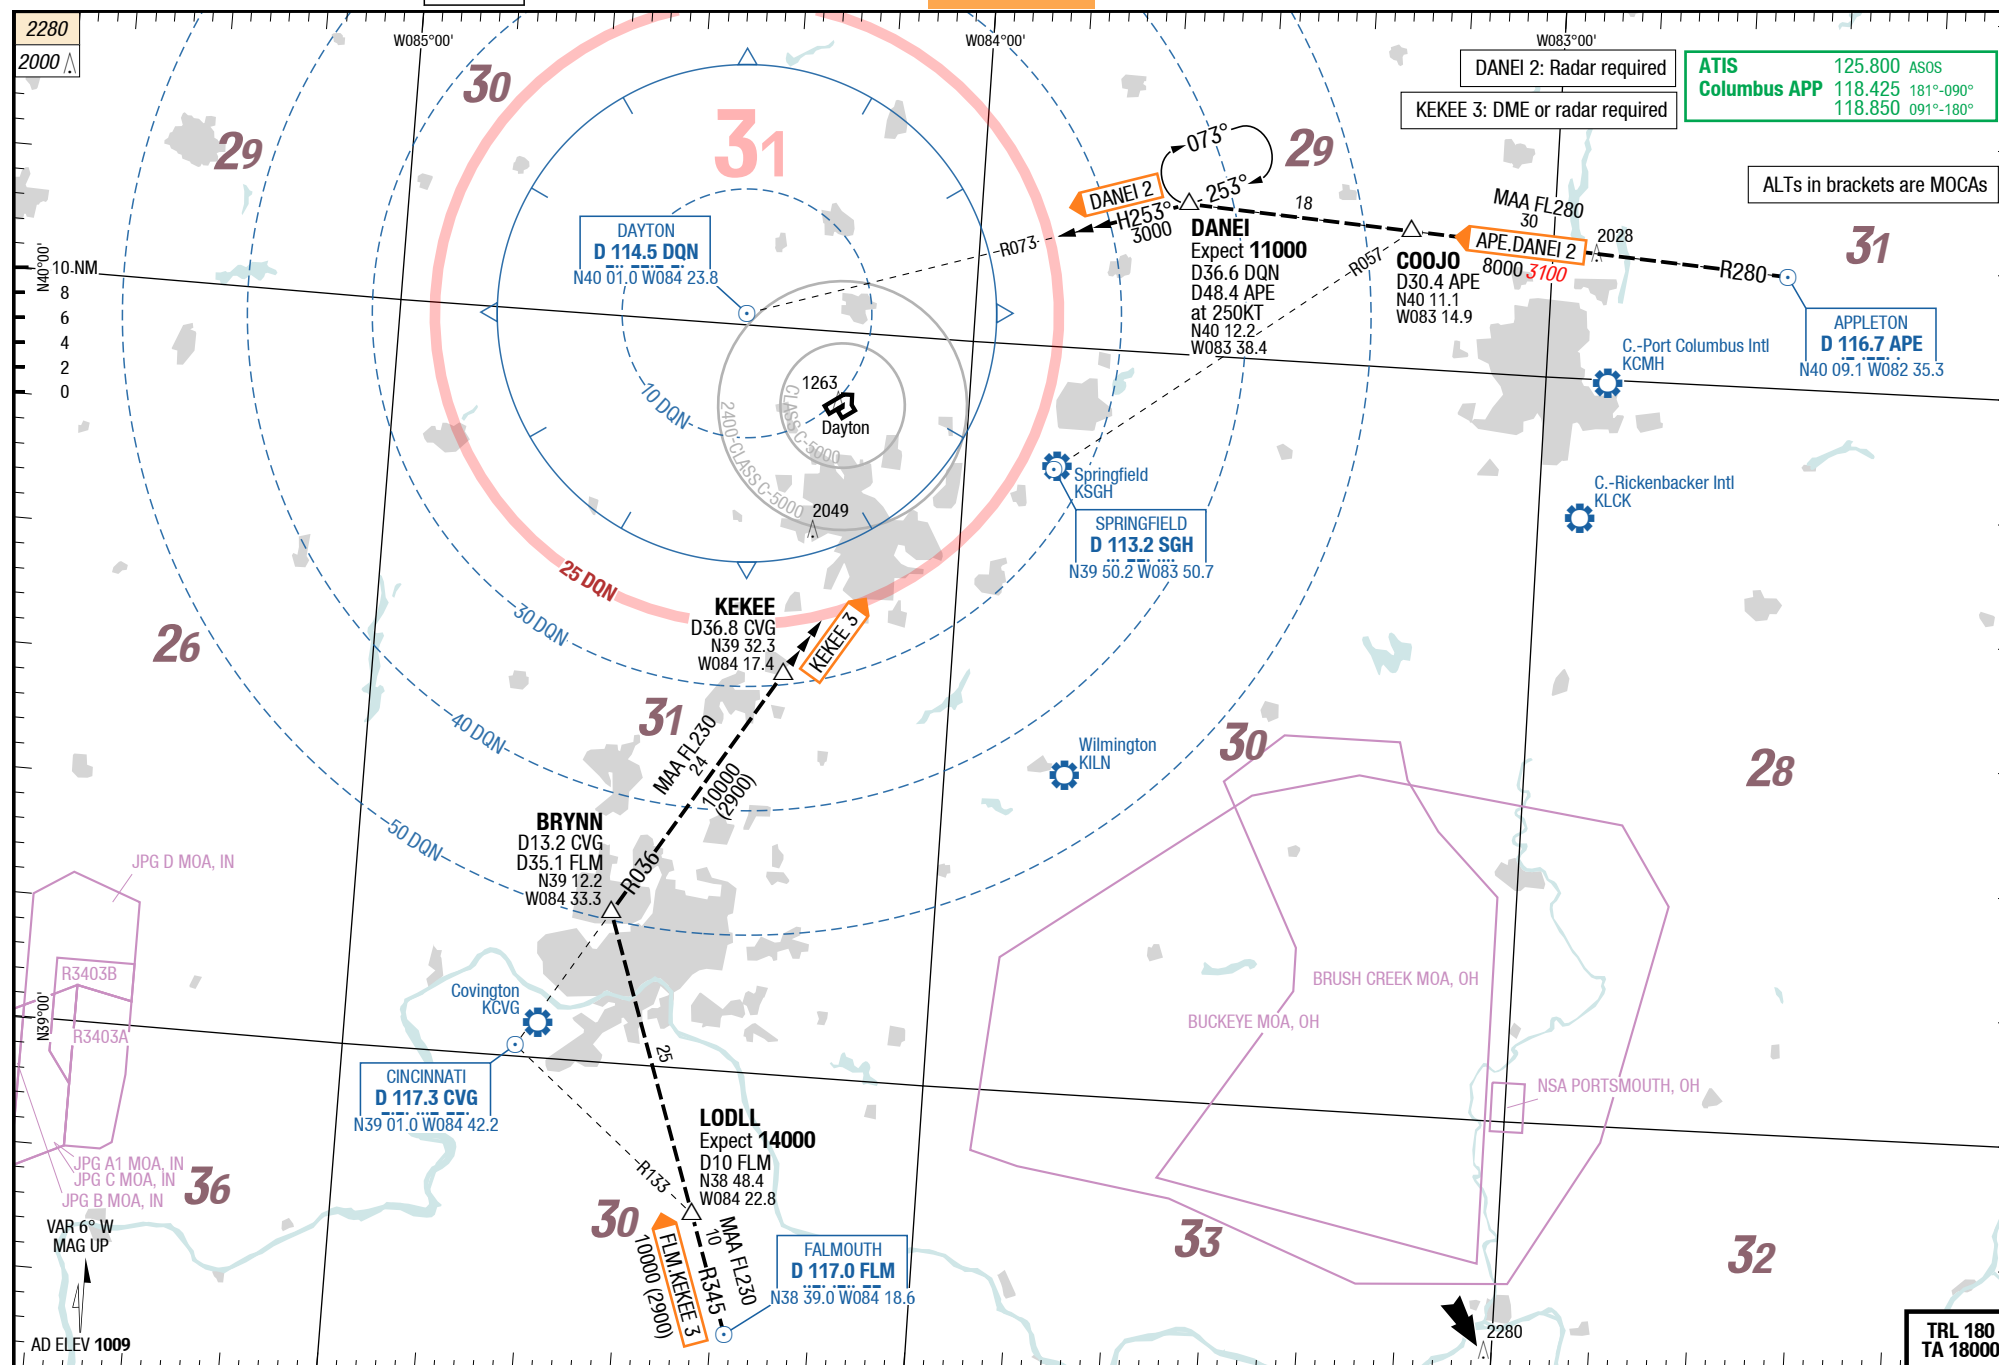 2280
2000
W085°00'
W084°00'
W083°00'
DANEI 2: Radar required
KEKEE 3: DME or radar required
ATIS 125.800 ASOS
Columbus APP 118.425 181°-090°
118.850 091°-180°
ALTs in brackets are MOCAs
30
29
31
29
31
DAYTON
D 114.5 DQN
N40 01.0 W084 23.8
073°
253°
DANEI 2
H253°
3000
R073
DANEI
Expect 11000
D36.6 DQN
D48.4 APE
at 250KT
N40 12.2
W083 38.4
18
R057
MAA FL280
30
APE.DANEI 2
8000 3100
2028
R280
COOJO
D30.4 APE
N40 11.1
W083 14.9
APPLETON
D 116.7 APE
N40 09.1 W082 35.3
C.-Port Columbus Intl
KCMH
N40°00'
10 NM
8
6
4
2
0
10 DQN
1263
Dayton
CLASS C-5000
2400-CLASS C-5000
2049
Springfield
KSGH
SPRINGFIELD
D 113.2 SGH
N39 50.2 W083 50.7
C.-Rickenbacker Intl
KLCK
25 DQN
30 DQN
40 DQN
50 DQN
KEKEE
D36.8 CVG
N39 32.3
W084 17.4
KEKEE 3
26
31
30
28
MAA FL230
24
10000
(2900)
Wilmington
KILN
BRYNN
D13.2 CVG
D35.1 FLM
N39 12.2
W084 33.3
R036
JPG D MOA, IN
R3403B
R3403A
N39°00'
Covington
KCVG
CINCINNATI
D 117.3 CVG
N39 01.0 W084 42.2
25
BRUSH CREEK MOA, OH
BUCKEYE MOA, OH
NSA PORTSMOUTH, OH
LODLL
Expect 14000
D10 FLM
N38 48.4
W084 22.8
R133
JPG A1 MOA, IN
JPG C MOA, IN
JPG B MOA, IN
36
30
33
32
VAR 6° W
MAG UP
AD ELEV 1009
FLM.KEKEE 3
10000 (2900)
10
MAA FL230
R345
FALMOUTH
D 117.0 FLM
N38 39.0 W084 18.6
2280
TRL 180
TA 18000